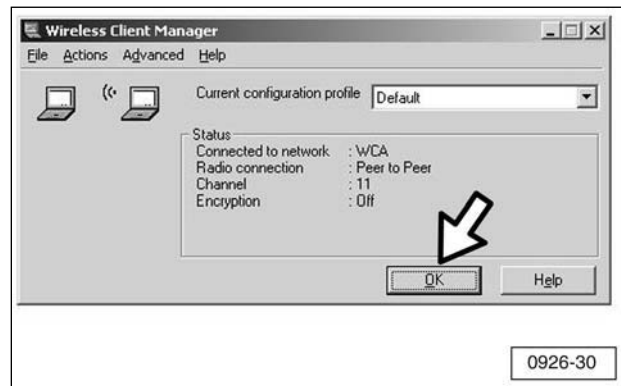 Wireless Client Manager
File Actions Advanced Help
Current configuration profile Default
Status
Connected to network : WCA
Radio connection : Peer to Peer
Channel : 11
Encryption : Off
OK Help
0926-30